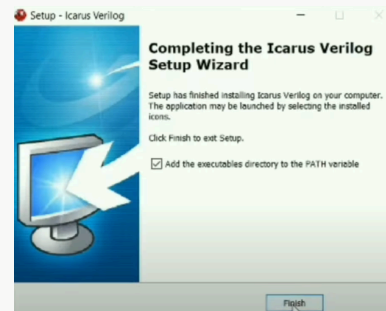 Setup - Icarus Verilog
Completing the Icarus Verilog
Setup Wizard
Setup has finished installing Icarus Verilog on your computer.
The application may be launched by selecting the installed
icons.
Click Finish to exit Setup.
Add the executables directory to the PATH variable
Finish